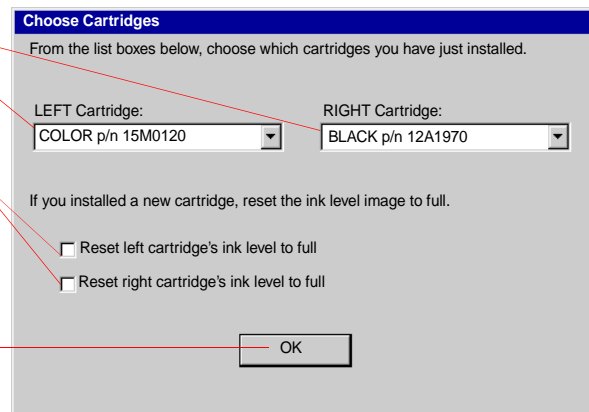 Choose Cartridges
From the list boxes below, choose which cartridges you have just installed.
LEFT Cartridge: RIGHT Cartridge:
COLOR p/n 15M0120 BLACK p/n 12A1970
If you installed a new cartridge, reset the ink level image to full.
Reset left cartridge's ink level to full
Reset right cartridge's ink level to full
OK